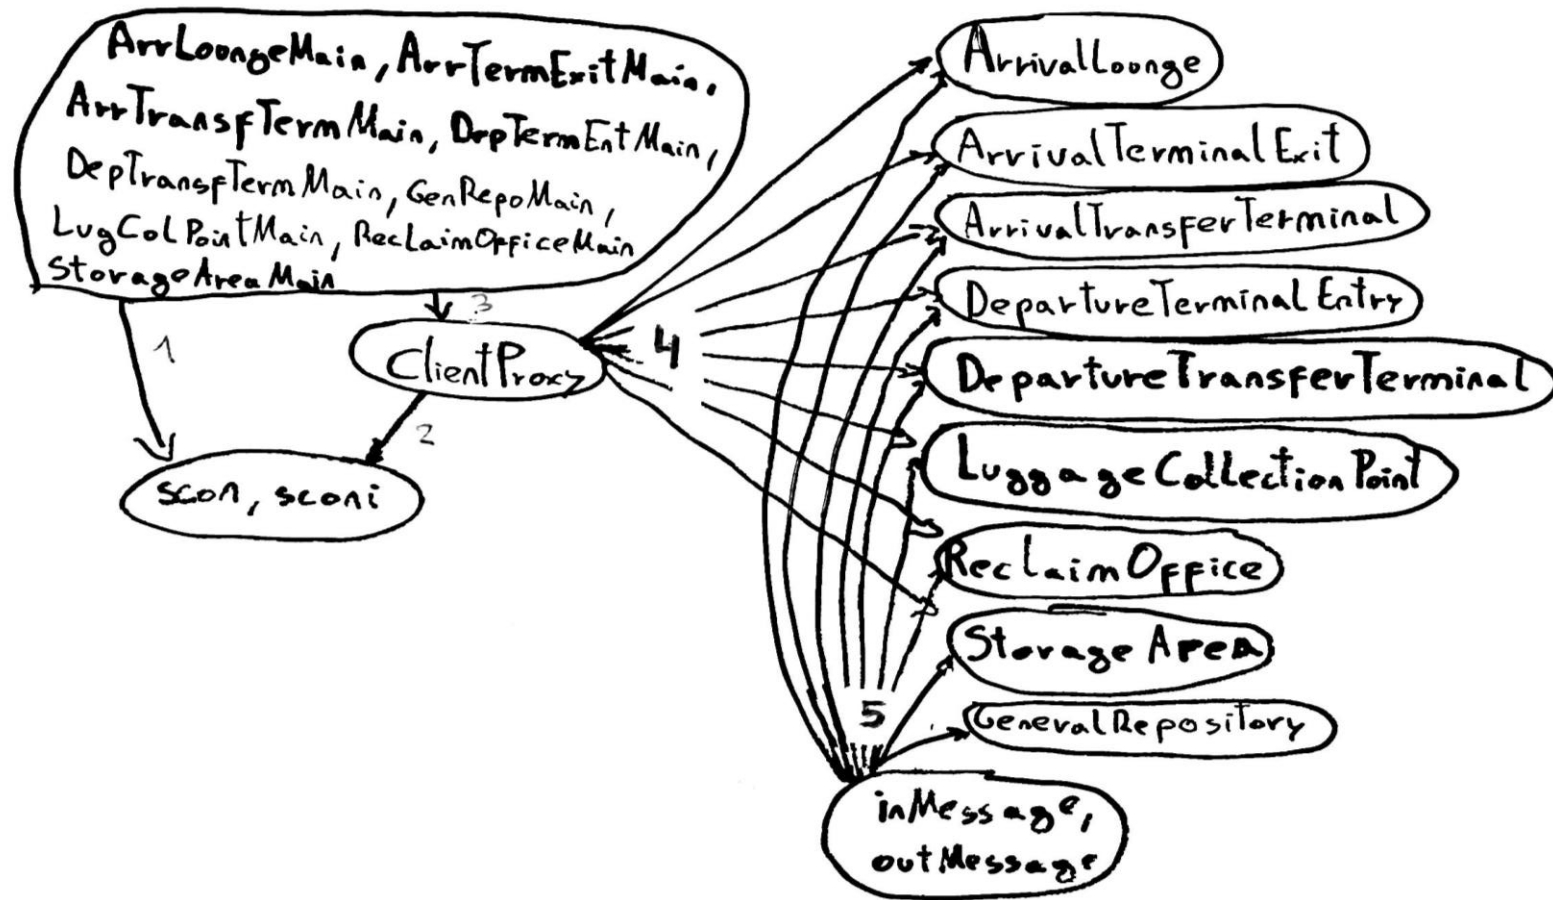 ArrLoungeMain, ArrTermExitMain,
ArrTransfTermMain, DepTermEntMain,
DepTransfTermMain, GenRepoMain,
LugColPointMain, ReclaimOfficeMain
StorageAreaMain
1
3
ClientProxy
2
scon, sconi
4
ArrivalLounge
ArrivalTerminalExit
ArrivalTransferTerminal
DepartureTerminalEntry
DepartureTransferTerminal
LuggageCollectionPoint
ReclaimOffice
StorageArea
GeneralRepository
5
inMessage,
outMessage